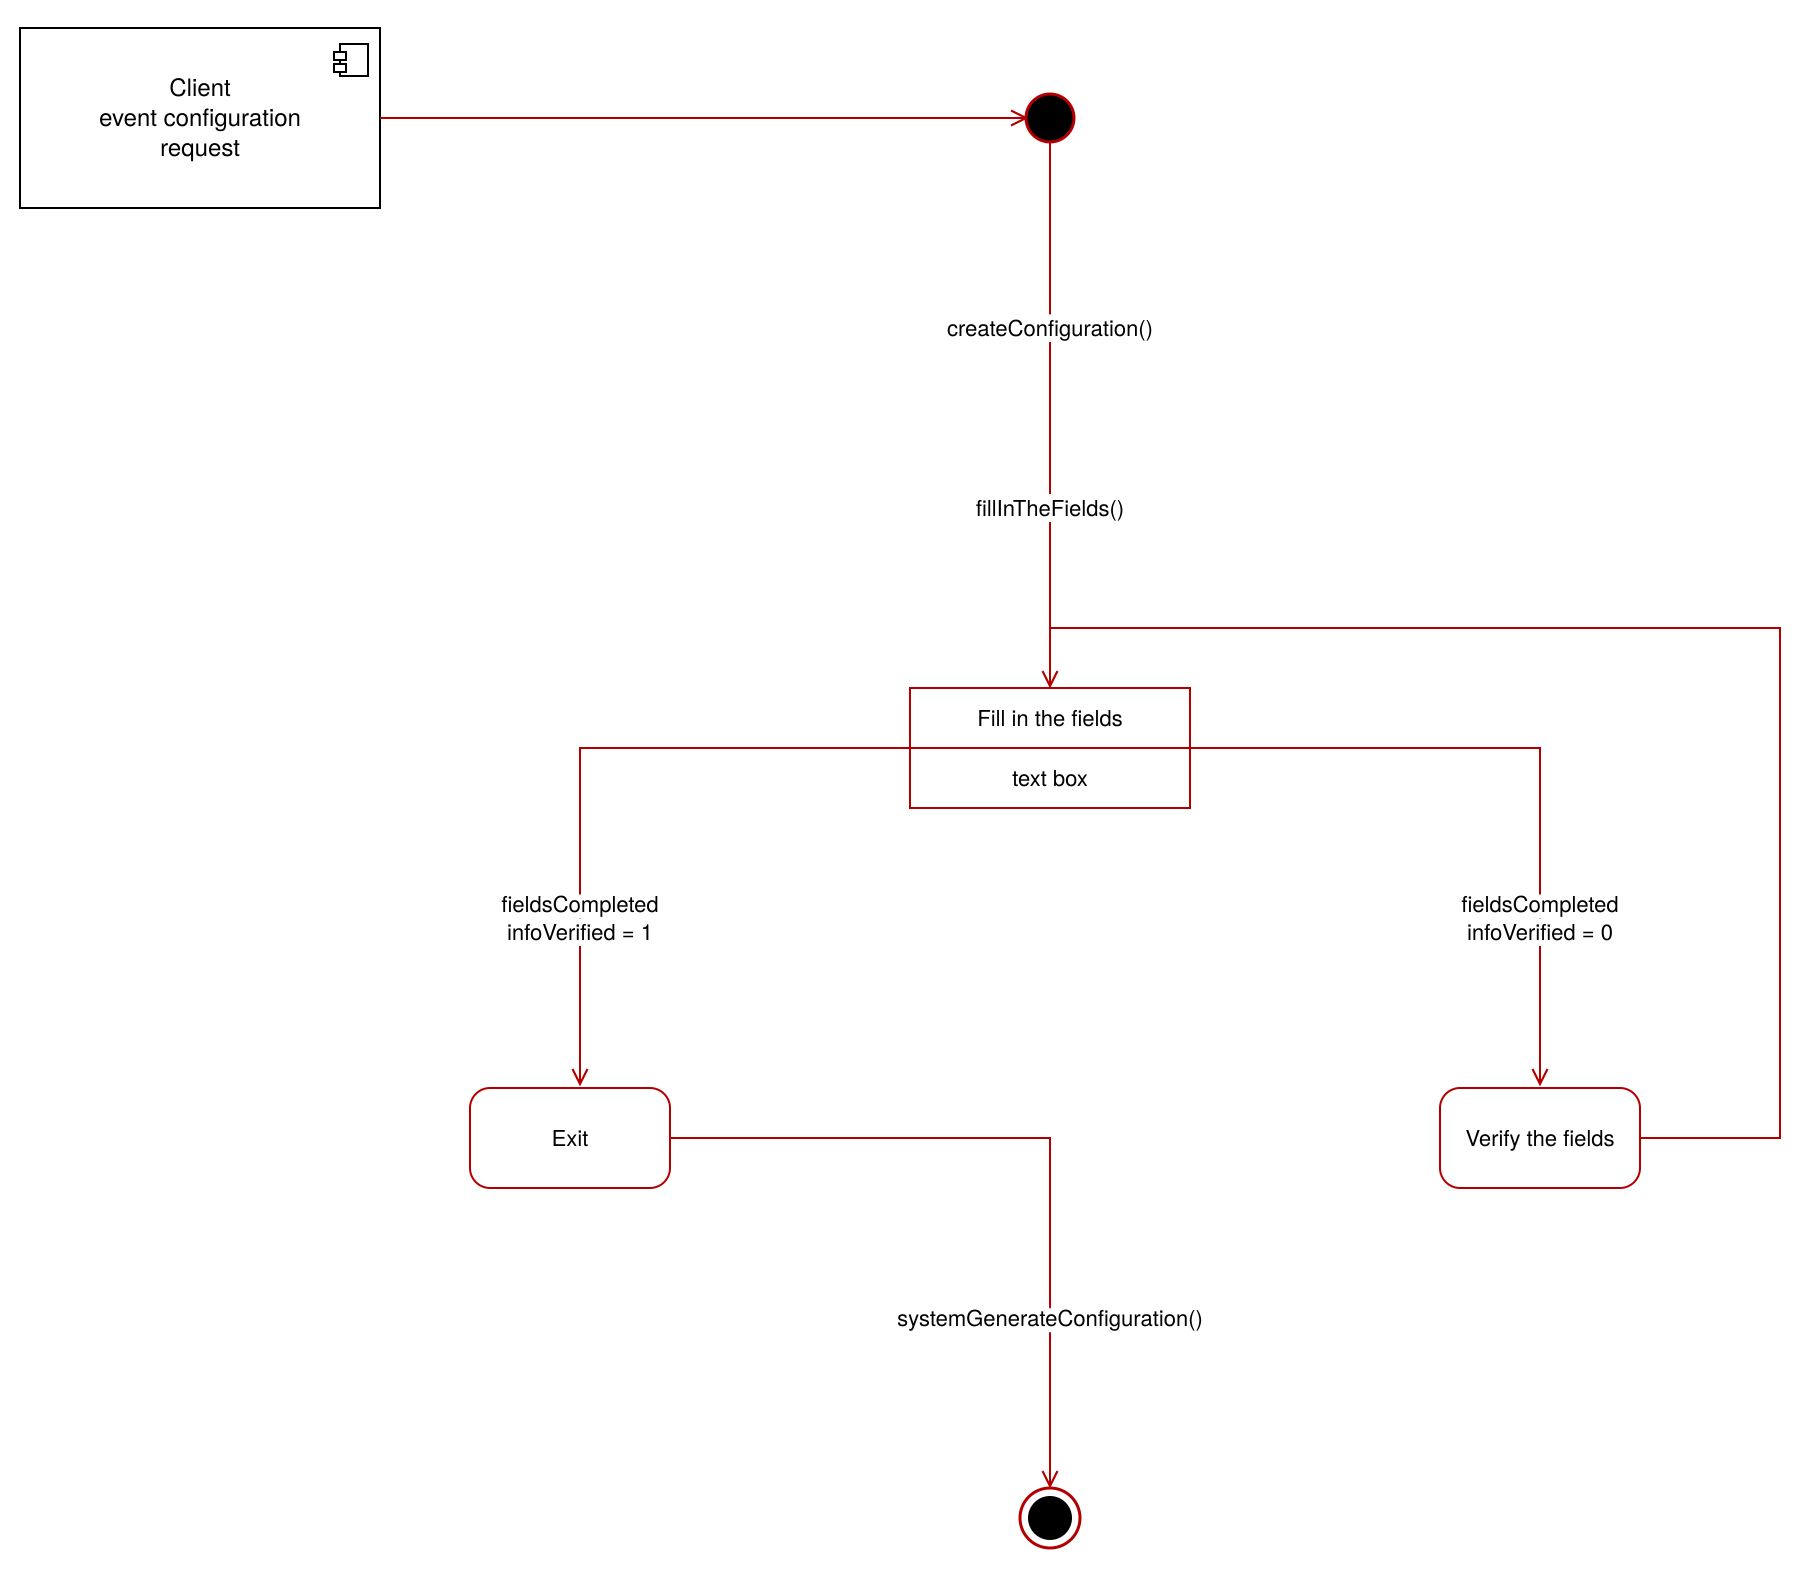 Client
event configuration
request
createConfiguration()
fillInTheFields()
Fill in the fields
text box
fieldsCompleted
infoVerified = 1
fieldsCompleted
infoVerified = 0
Exit
Verify the fields
systemGenerateConfiguration()